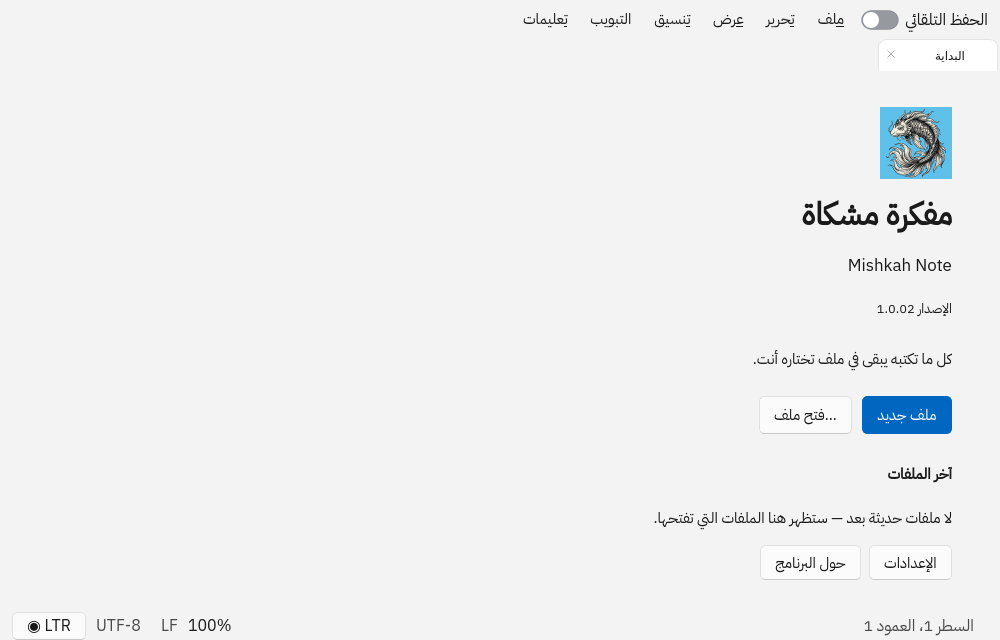 الحفظ التلقائي ملف تحرير عرض تنسيق التبويب تعليمات
البداية
مفكرة مشكاة
Mishkah Note
الإصدار 1.0.02
كل ما تكتبه يبقى في ملف تختاره أنت.
ملف جديد فتح ملف...
آخر الملفات
لا ملفات حديثة بعد — ستظهر هنا الملفات التي تفتحها.
الإعدادات حول البرنامج
السطر 1، العمود 1 100% LF UTF-8 ◉ LTR